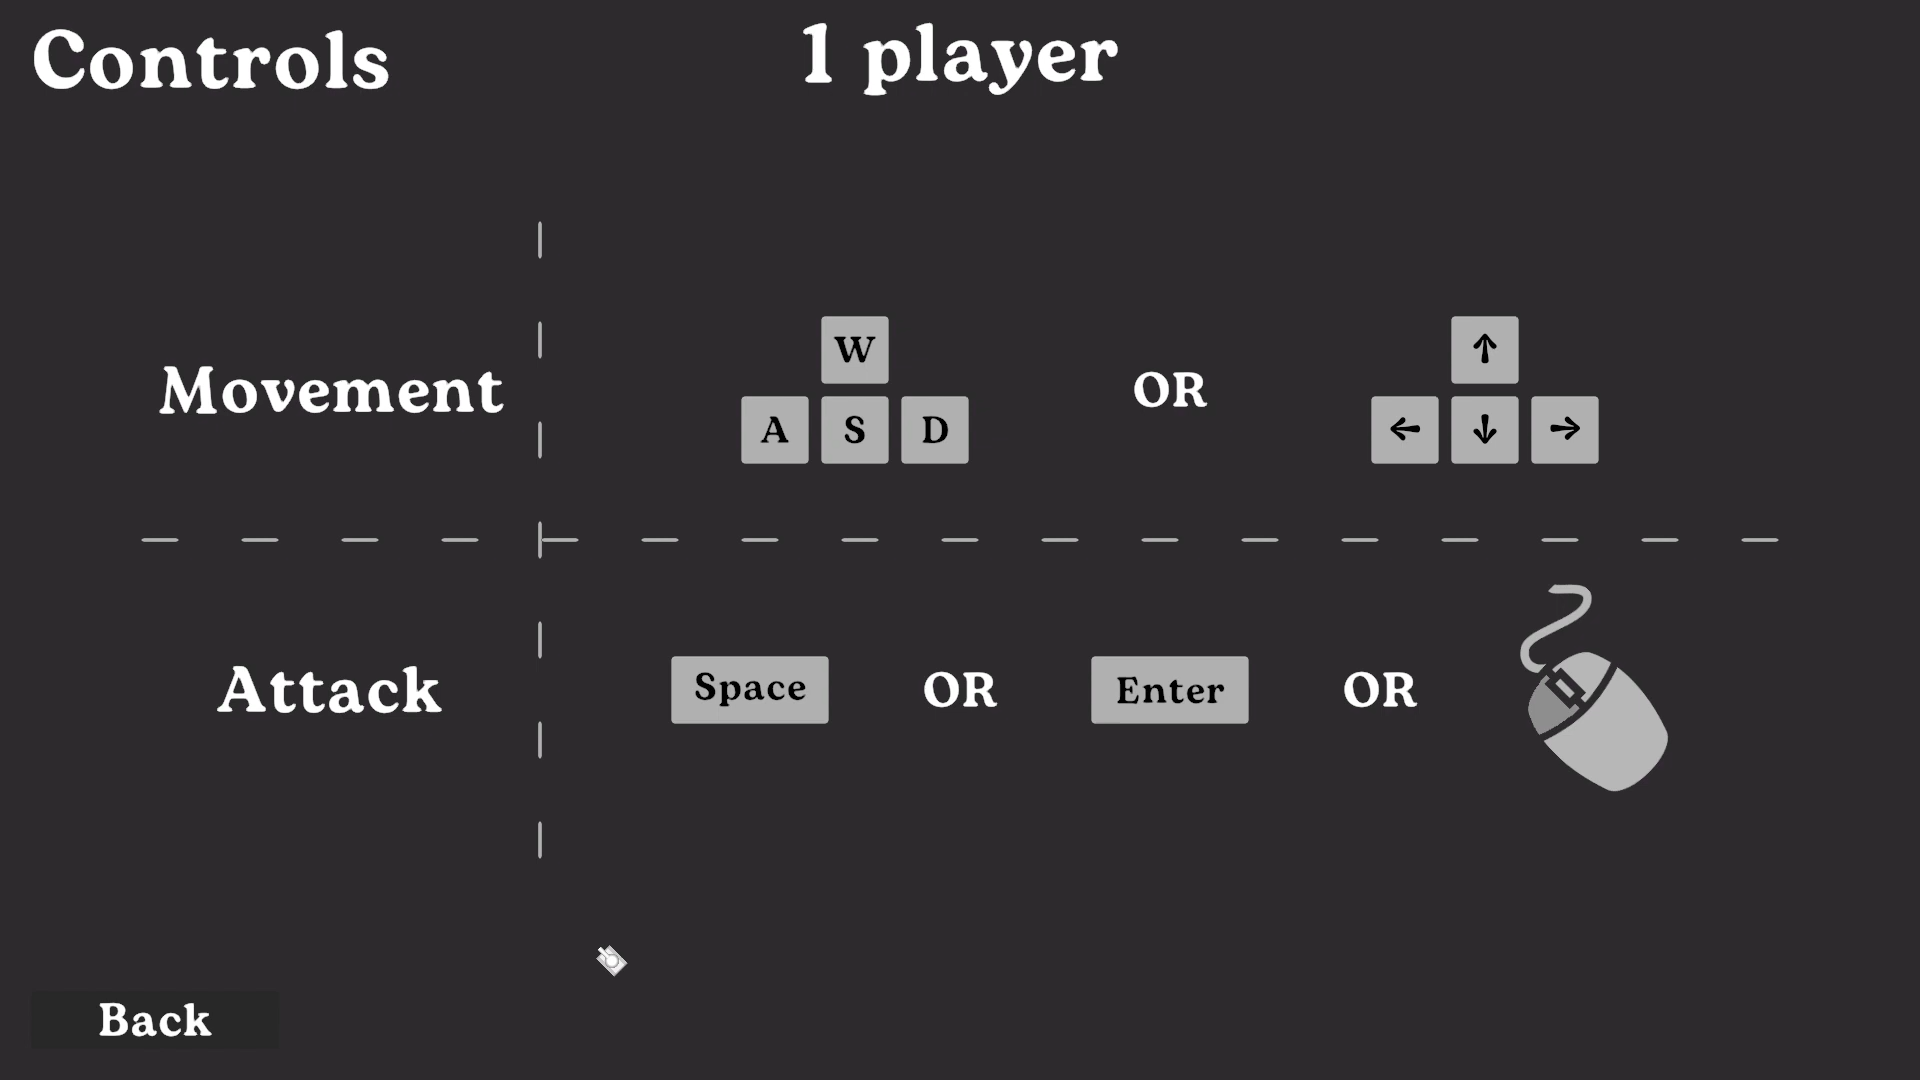 Controls
1 player
Movement
W
A S D
OR
↑
← ↓ →
Attack
Space OR Enter OR
Back